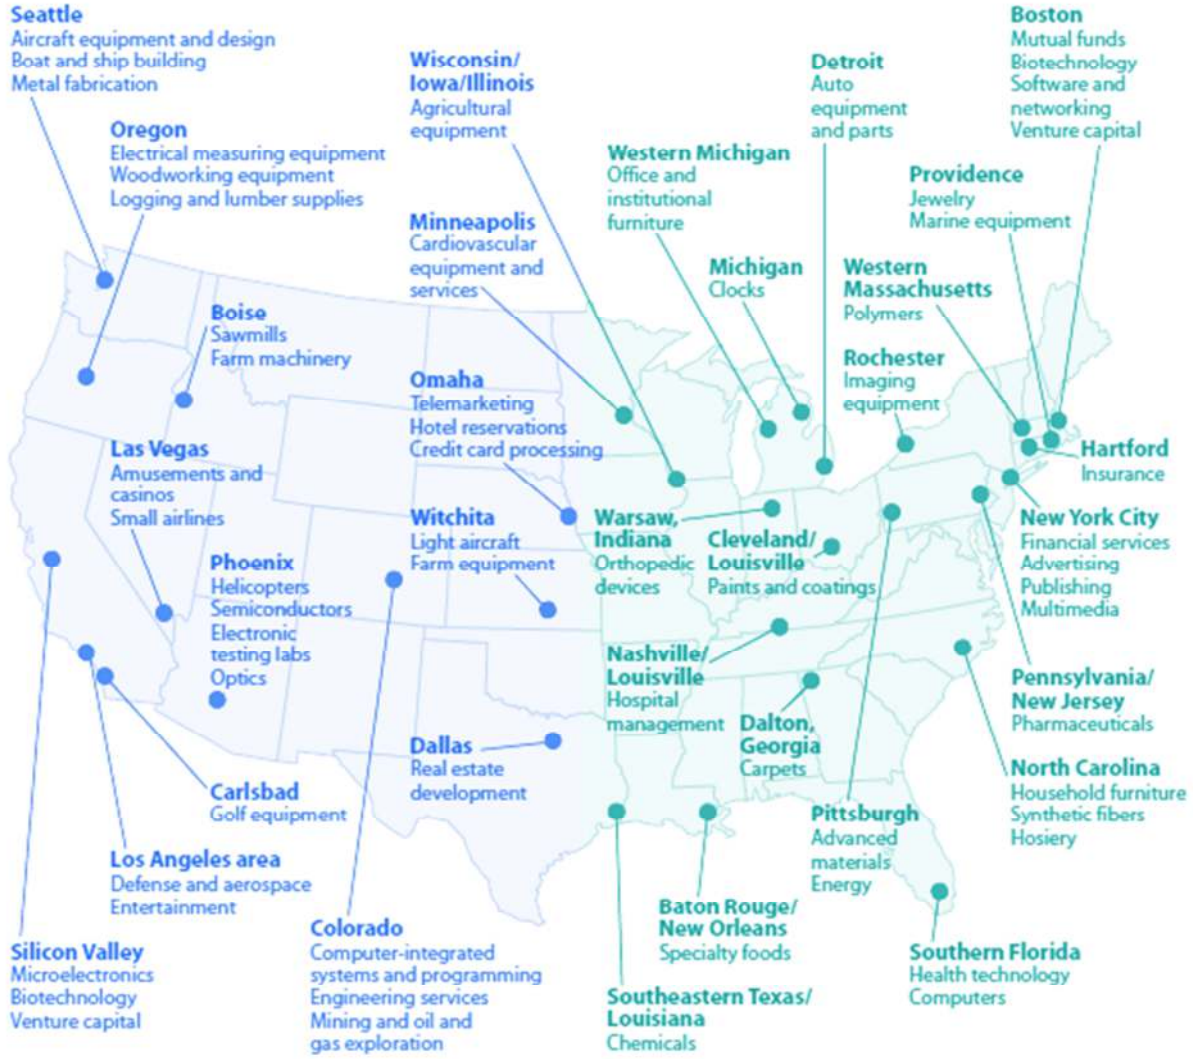 Seattle
Aircraft equipment and design
Boat and ship building
Metal fabrication
Oregon
Electrical measuring equipment
Woodworking equipment
Logging and lumber supplies
Boise
Sawmills
Farm machinery
Las Vegas
Amusements and
casinos
Small airlines
Phoenix
Helicopters
Semiconductors
Electronic
testing labs
Optics
Carlsbad
Golf equipment
Los Angeles area
Defense and aerospace
Entertainment
Silicon Valley
Microelectronics
Biotechnology
Venture capital
Colorado
Computer-integrated
systems and programming
Engineering services
Mining and oil and
gas exploration
Wisconsin/
Iowa/Illinois
Agricultural
equipment
Minneapolis
Cardiovascular
equipment and
services
Omaha
Telemarketing
Hotel reservations
Credit card processing
Witchita
Light aircraft
Farm equipment
Dallas
Real estate
development
Western Michigan
Office and
institutional
furniture
Michigan
Clocks
Detroit
Auto
equipment
and parts
Boston
Mutual funds
Biotechnology
Software and
networking
Venture capital
Providence
Jewelry
Marine equipment
Western
Massachusetts
Polymers
Rochester
Imaging
equipment
Hartford
Insurance
New York City
Financial services
Advertising
Publishing
Multimedia
Warsaw,
Indiana
Orthopedic
devices
Cleveland/
Louisville
Paints and coatings
Nashville/
Louisville
Hospital
management
Dalton,
Georgia
Carpets
Pennsylvania/
New Jersey
Pharmaceuticals
North Carolina
Household furniture
Synthetic fibers
Hosiery
Pittsburgh
Advanced
materials
Energy
Baton Rouge/
New Orleans
Specialty foods
Southeastern Texas/
Louisiana
Chemicals
Southern Florida
Health technology
Computers